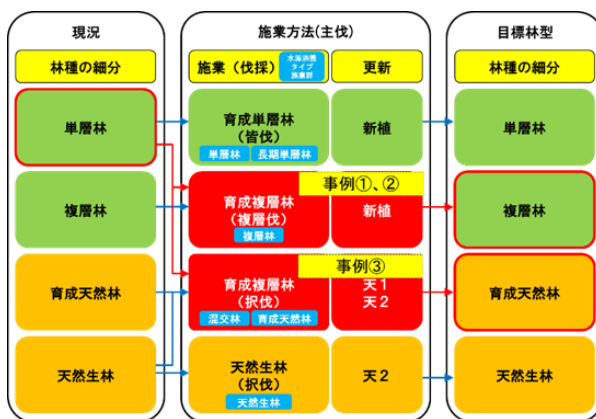 現況
施業方法(主伐)
目標林型
林種の細分
施業(伐採)
水源涵養
タイプ
施業群
更新
林種の細分
単層林
育成単層林
(皆伐)
単層林
長期単層林
新植
単層林
事例①、②
複層林
育成複層林
(複層伐)
複層林
新植
複層林
事例③
育成天然林
育成複層林
(択伐)
混交林
育成天然林
天1
天2
育成天然林
天然生林
天然生林
(択伐)
天然生林
天2
天然生林